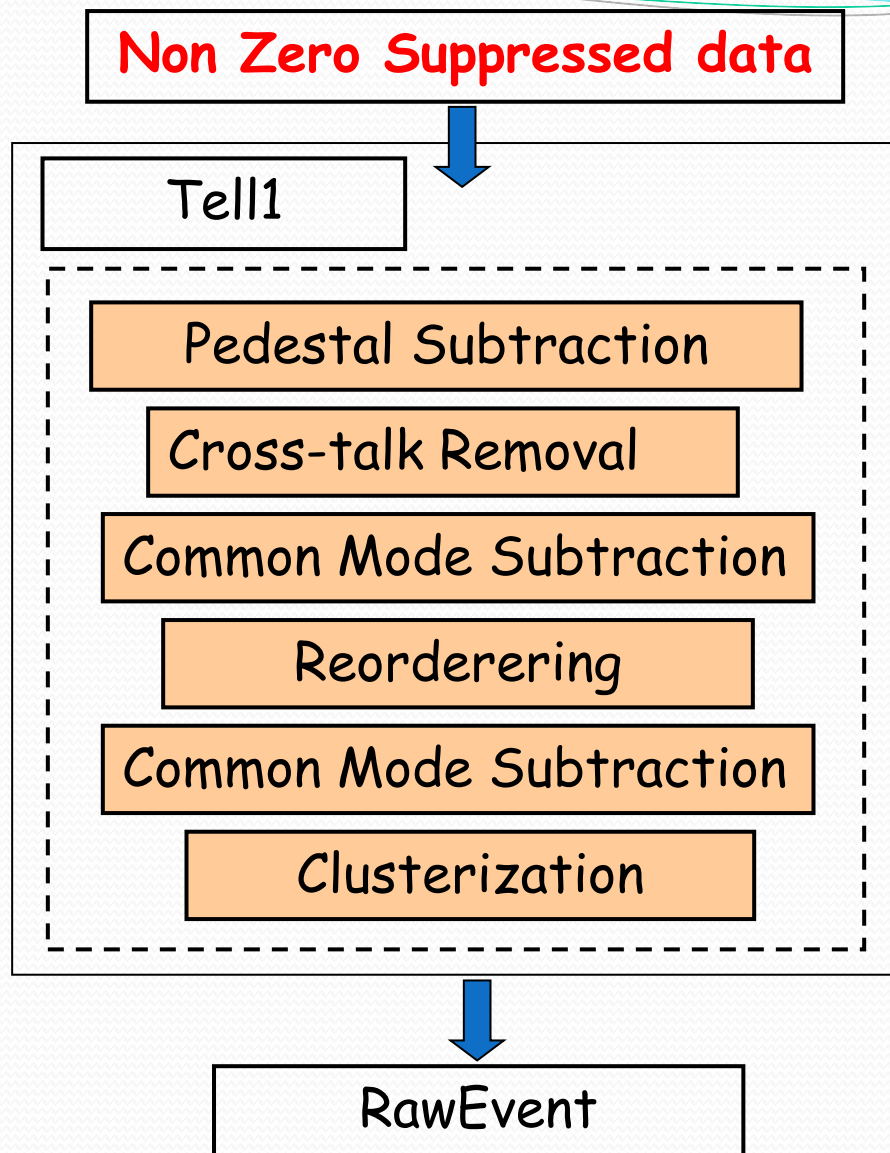 Non Zero Suppressed data
Tell1
Pedestal Subtraction
Cross-talk Removal
Common Mode Subtraction
Reorderering
Common Mode Subtraction
Clusterization
RawEvent